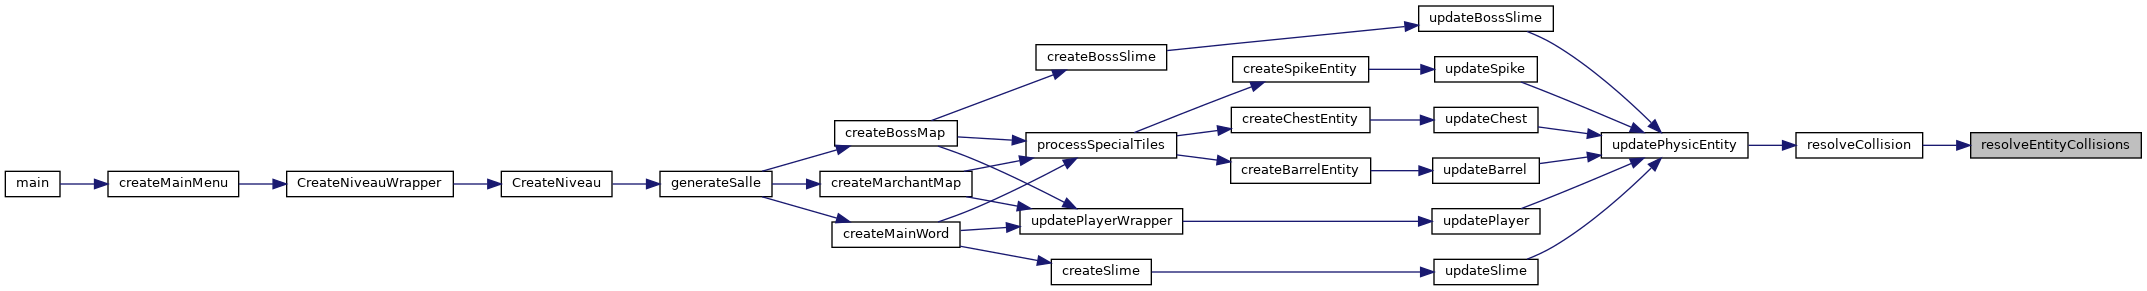 main
createMainMenu
CreateNiveauWrapper
CreateNiveau
generateSalle
createBossMap
createMarchantMap
createMainWord
createBossSlime
processSpecialTiles
updatePlayerWrapper
createSlime
createSpikeEntity
createChestEntity
createBarrelEntity
updateBossSlime
updateSpike
updateChest
updateBarrel
updatePlayer
updateSlime
updatePhysicEntity
resolveCollision
resolveEntityCollisions